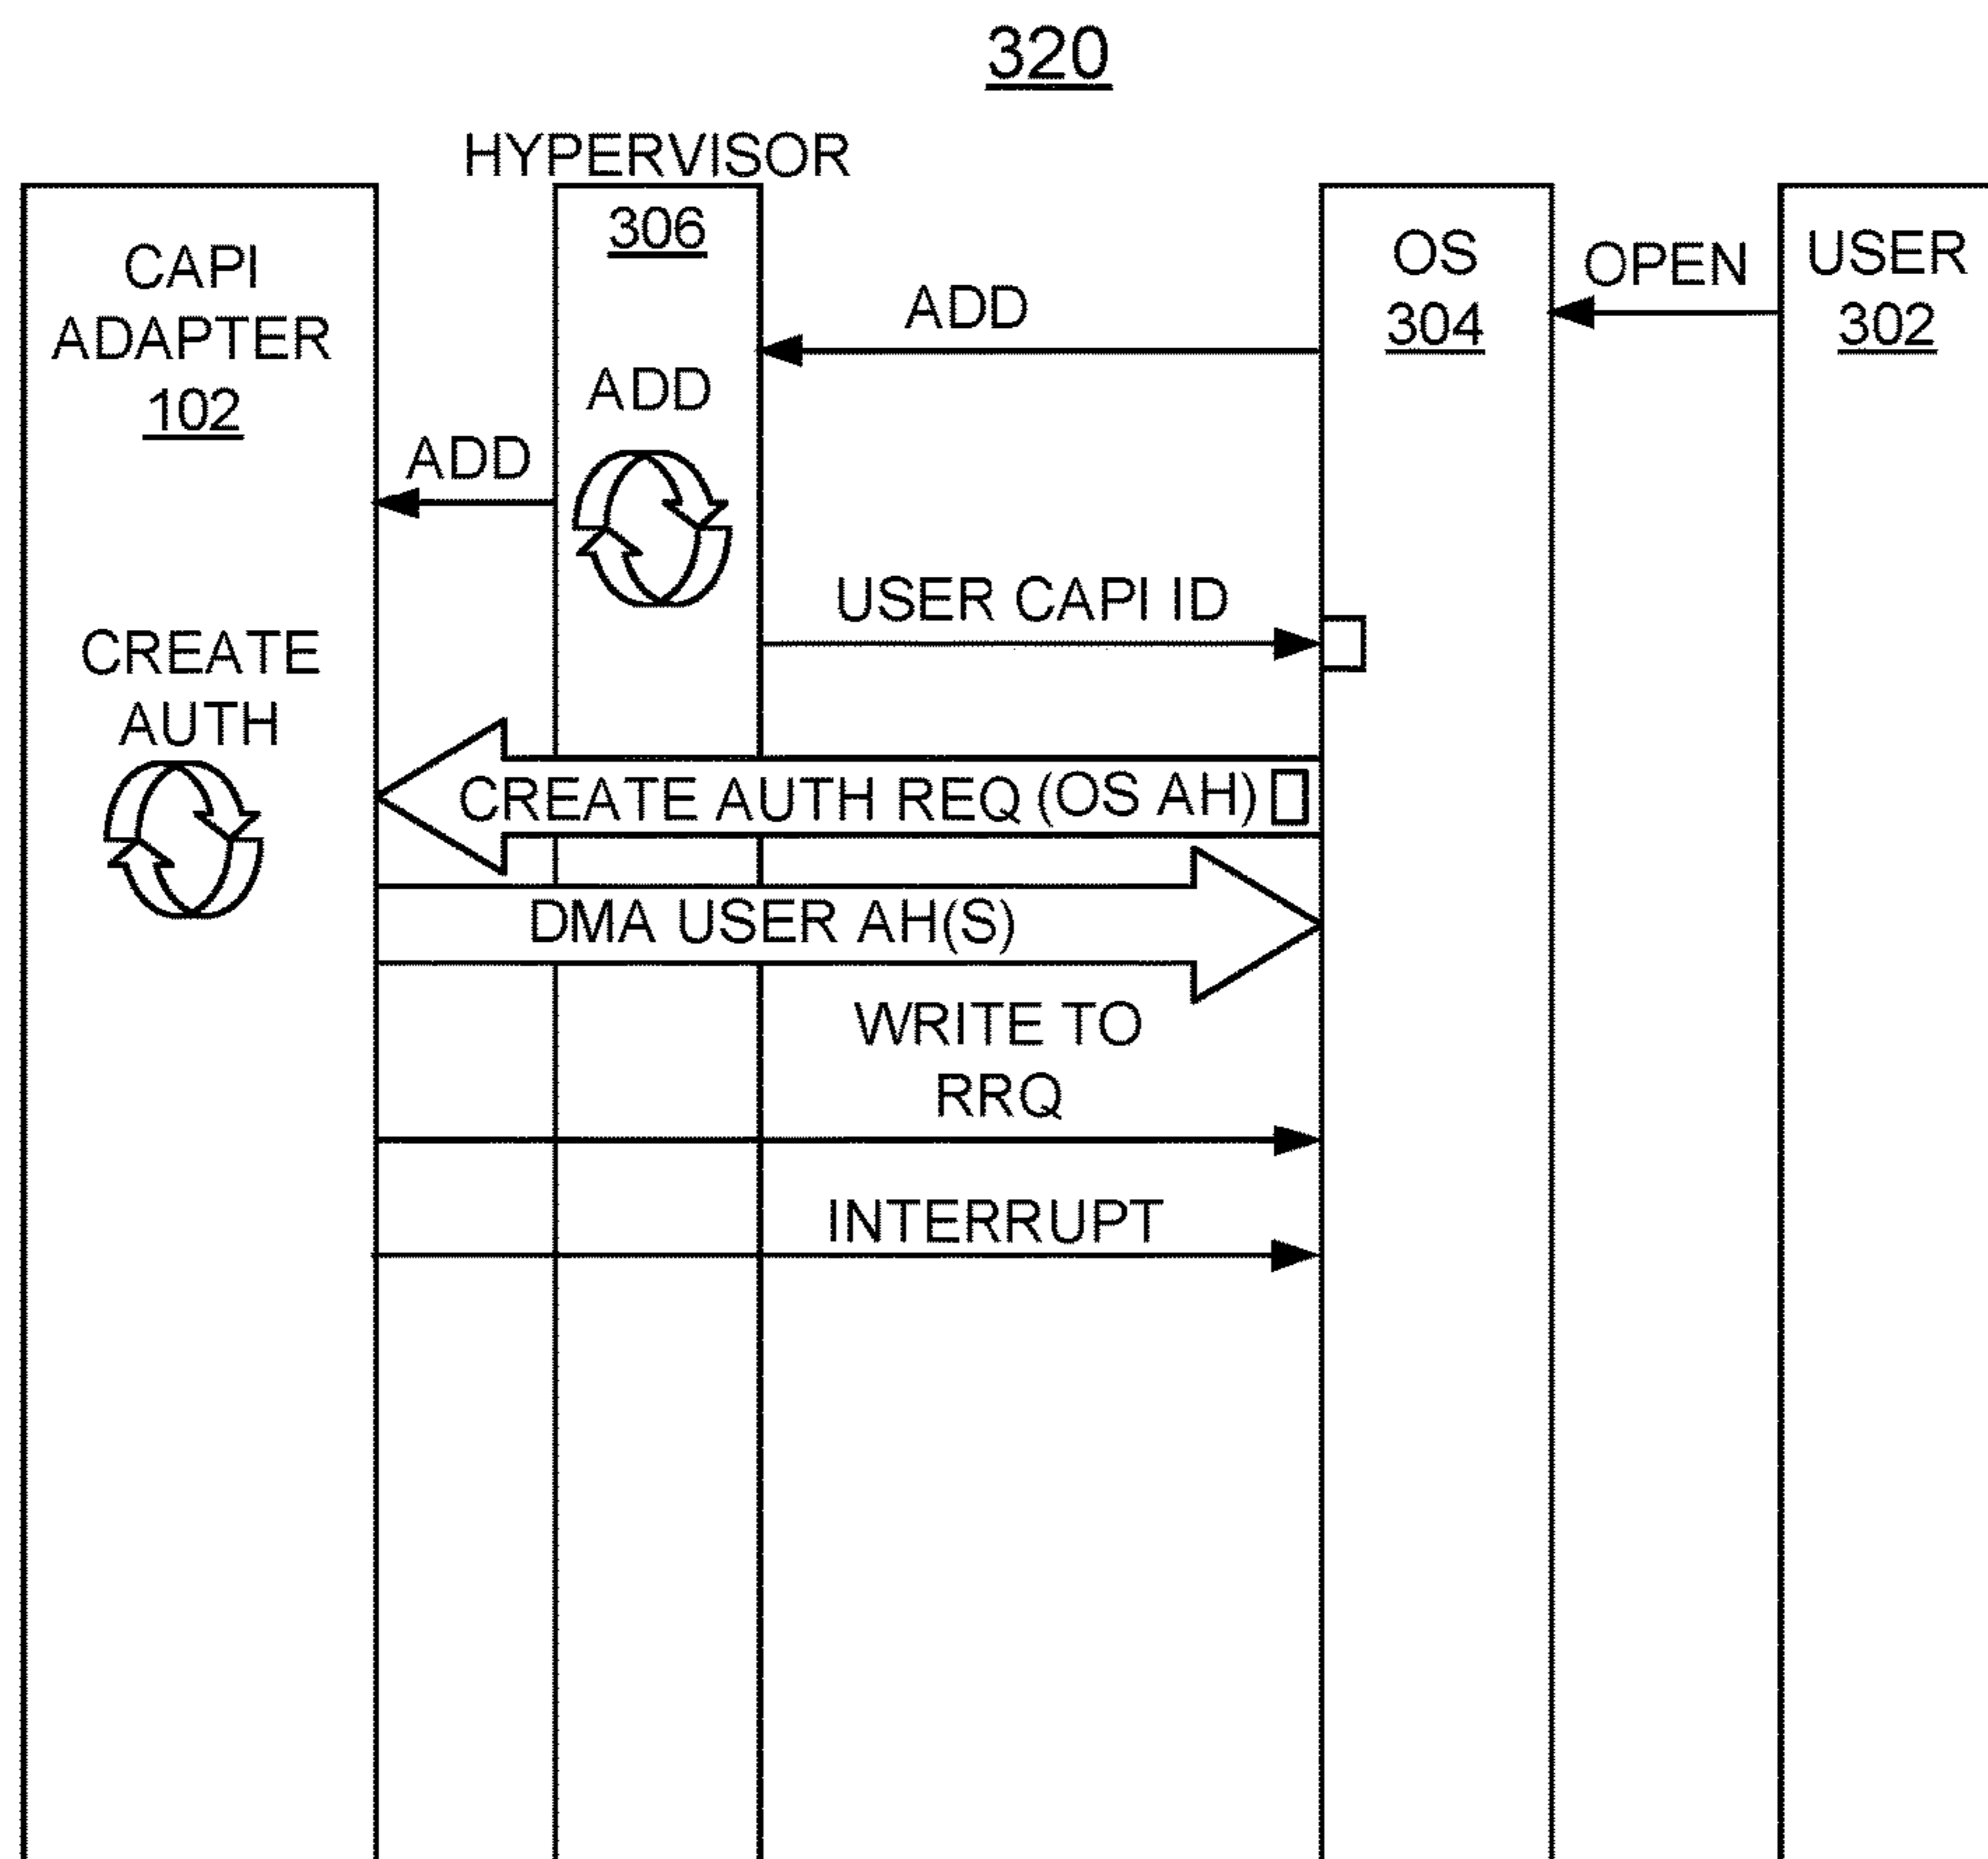 320
HYPERVISOR
306
CAPI
ADAPTER
102
OS
304
OPEN
USER
302
ADD
ADD
ADD
USER CAPI ID
CREATE
AUTH
CREATE AUTH REQ (OS AH)
DMA USER AH(S)
WRITE TO
RRQ
INTERRUPT